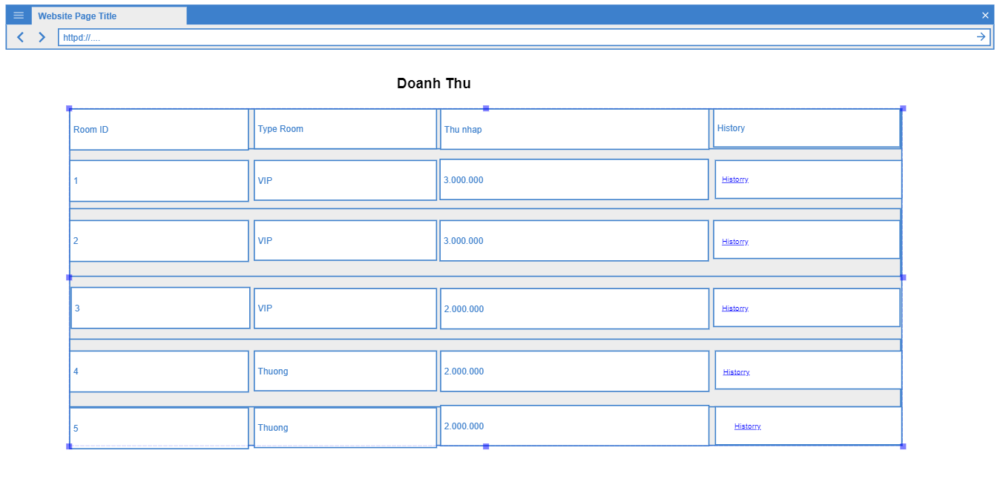 Website Page Title
httpd://....
Doanh Thu
Room ID Type Room Thu nhap History
1 VIP 3.000.000 Historry
2 VIP 3.000.000 Historry
3 VIP 2.000.000 Historry
4 Thuong 2.000.000 Historry
5 Thuong 2.000.000 Historry